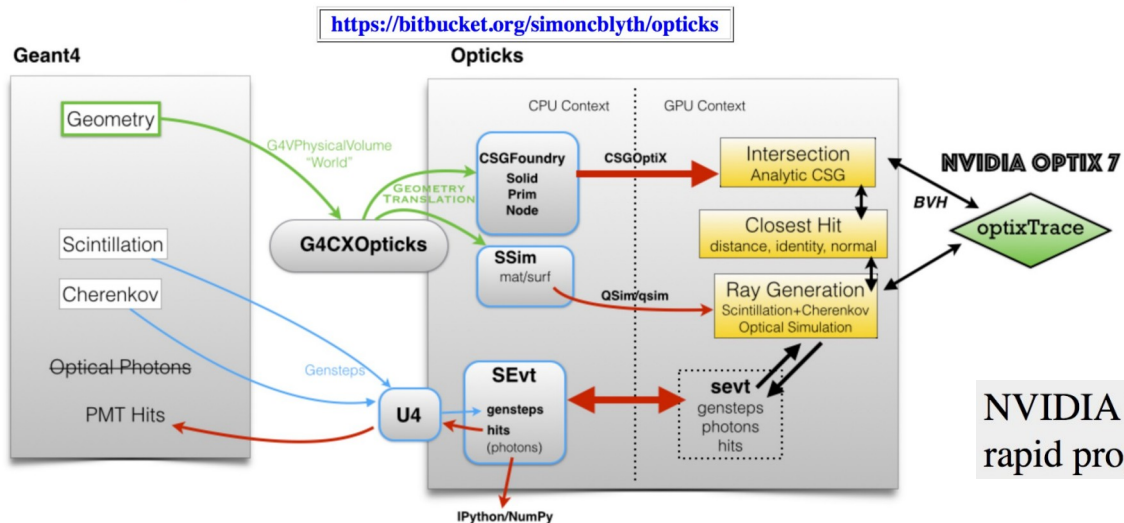 https://bitbucket.org/simoncblyth/opticks
Geant4
Opticks
CPU Context
GPU Context
Geometry
G4VPhysicalVolume
"World"
GEOMETRY
TRANSLATION
CSGFoundry
Solid
Prim
Node
CSGOptiX
Intersection
Analytic CSG
NVIDIA OPTIX 7
BVH
optixTrace
Closest Hit
distance, identity, normal
Scintillation
Cherenkov
G4CXOpticks
SSim
mat/surf
QSim/qsim
Ray Generation
Scintillation+Cherenkov
Optical Simulation
Optical Photons
Gensteps
PMT Hits
U4
SEvt
gensteps
hits
(photons)
sevt
gensteps
photons
hits
IPython/NumPy
NVIDIA
rapid pro